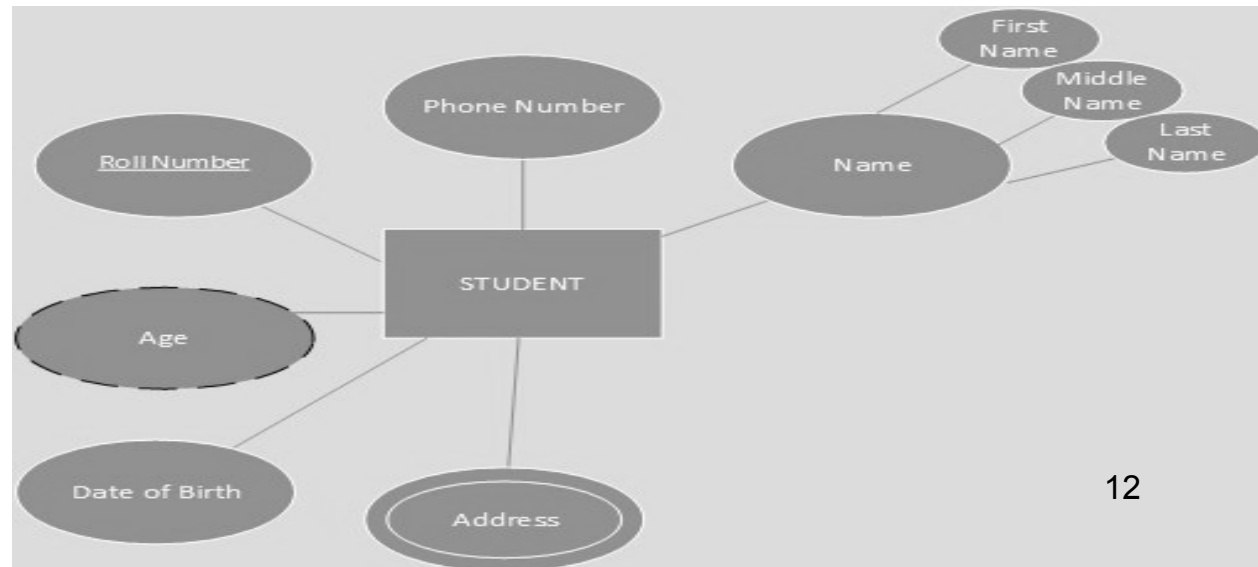 First
Name
Middle
Name
Last
Name
Phone Number
Roll Number
Name
STUDENT
Age
Date of Birth
Address
12